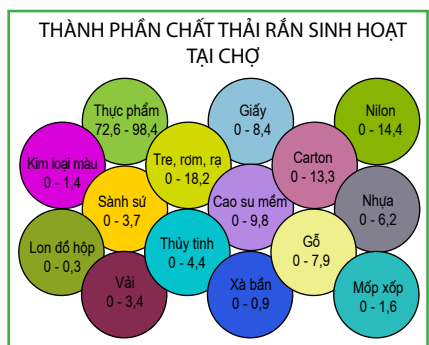 THÀNH PHẦN CHẤT THẢI RẮN SINH HOẠT
TẠI CHỢ
Thực phẩm
72,6 - 98,4
Giấy
0 - 8,4
Nilon
0 - 14,4
Kim loại màu
0 - 1,4
Tre, rơm, rạ
0 - 18,2
Carton
0 - 13,3
Sành sứ
0 - 3,7
Cao su mềm
0 - 9,8
Nhựa
0 - 6,2
Lon đồ hộp
0 - 0,3
Thủy tinh
0 - 4,4
Gỗ
0 - 7,9
Vải
0 - 3,4
Xà bần
0 - 0,9
Mốp xốp
0 - 1,6